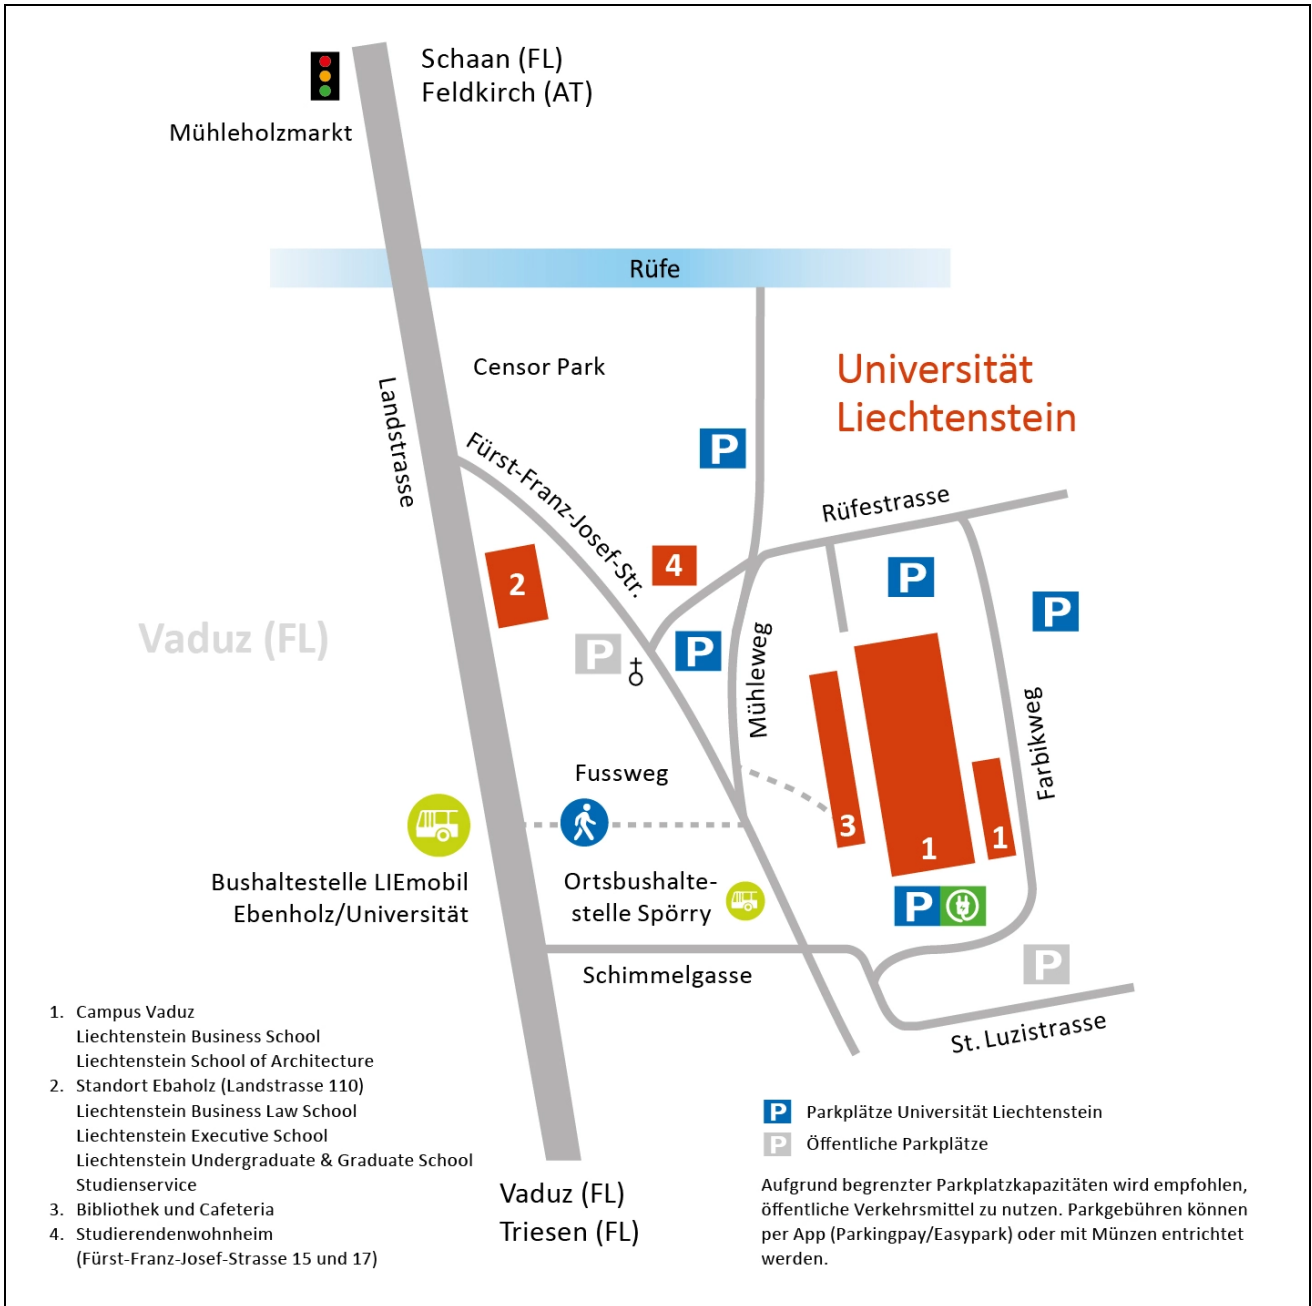 Schaan (FL)
Feldkirch (AT)
Mühleholzmarkt
Rüfe
Censor Park
Universität
Liechtenstein
Landstrasse
Fürst-Franz-Josef-Str.
P
Rüfestrasse
4
2
P
P
Vaduz (FL)
P
P
Mühleweg
Farbikweg
Fussweg
3
1
1
Bushaltestelle LIEmobil
Ebenholz/Universität
Ortsbushalte-
stelle Spörry
P
P
Schimmelgasse
St. Luzistrasse
1. Campus Vaduz
Liechtenstein Business School
Liechtenstein School of Architecture
2. Standort Ebaholz (Landstrasse 110)
Liechtenstein Business Law School
Liechtenstein Executive School
Liechtenstein Undergraduate & Graduate School
Studienservice
3. Bibliothek und Cafeteria
4. Studierendenwohnheim
(Fürst-Franz-Josef-Strasse 15 und 17)
Vaduz (FL)
Triesen (FL)
P Parkplätze Universität Liechtenstein
P Öffentliche Parkplätze
Aufgrund begrenzter Parkplatzkapazitäten wird empfohlen,
öffentliche Verkehrsmittel zu nutzen. Parkgebühren können
per App (Parkingpay/Easypark) oder mit Münzen entrichtet
werden.